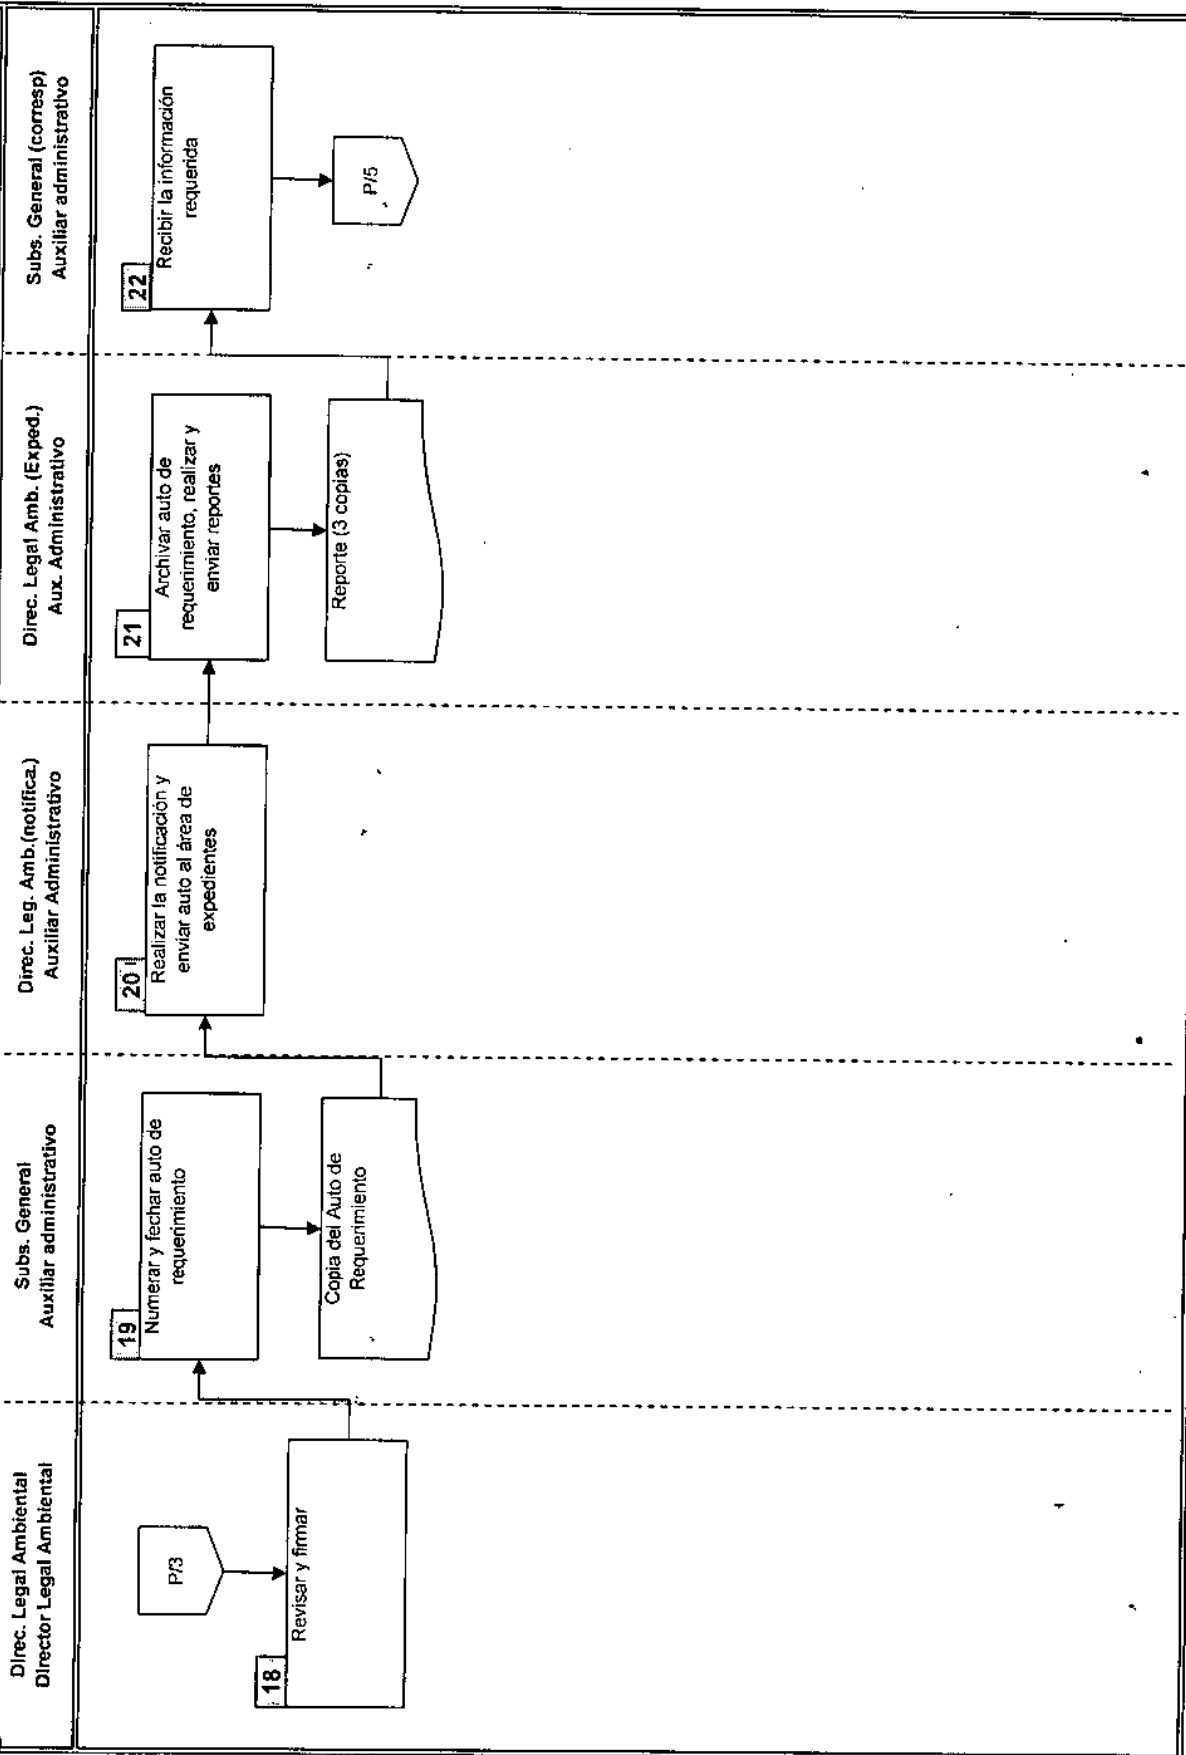 Direc. Legal Ambiental
Director Legal Ambiental
Subs. General
Auxiliar administrativo
Direc. Leg. Amb.(notifica.)
Auxiliar Administrativo
Direc. Legal Amb. (Exped.)
Aux. Administrativo
Subs. General (corresp)
Auxiliar administrativo
P/3
18
Revisar y firmar
19
Numerar y fechar auto de
requerimiento
Copia del Auto de
Requerimiento
20
Realizar la notificación y
enviar auto al área de
expedientes
21
Archivar auto de
requerimiento, realizar y
enviar reportes
Reporte (3 copias)
22
Recibir la información
requerida
P/5